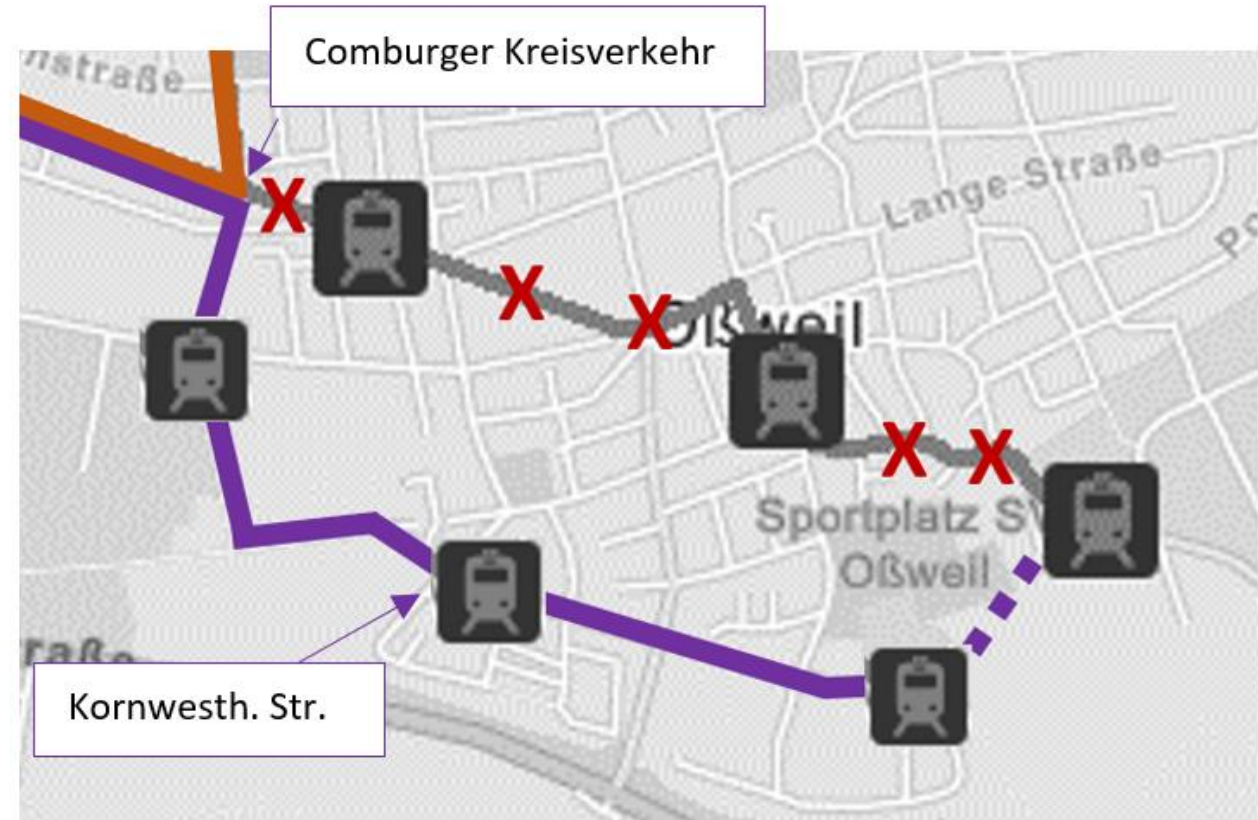 Comburger Kreisverkehr
nstraße
Lange Straße
Oßweil
Sportplatz SV
Oßweil
raße
Kornwesth. Str.